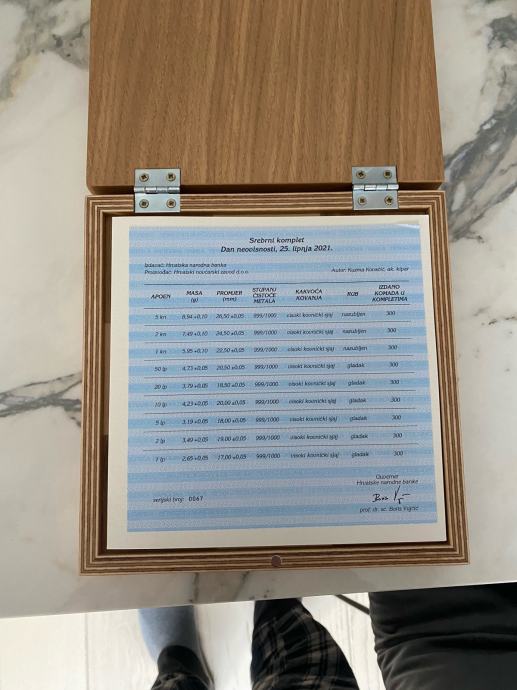 Srebrni komplet
Dan neovisnosti, 25. lipnja 2021.
Izdavač: Hrvatska narodna banka
Proizvođač: Hrvatski novčarski zavod d.o.o. Autor: Kuzma Kovačić, ak. kipar
APOEN MASA (g) PROMJER (mm) STUPANJ ČISTOĆE METALA KAKVOĆA KOVANJA RUB IZDANO KOMADA U KOMPLETIMA
5 kn 8,94 +0,10 26,50 ±0,05 999/1000 visoki kovnički sjaj nazubljen 300
2 kn 7,49 +0,10 24,50 ±0,05 999/1000 visoki kovnički sjaj nazubljen 300
1 kn 5,95 +0,10 22,50 ±0,05 999/1000 visoki kovnički sjaj nazubljen 300
50 lp 4,73 +0,05 20,50 ±0,05 999/1000 visoki kovnički sjaj gladak 300
20 lp 3,79 +0,05 18,50 ±0,05 999/1000 visoki kovnički sjaj gladak 300
10 lp 4,23 +0,05 20,00 ±0,05 999/1000 visoki kovnički sjaj gladak 300
5 lp 3,19 +0,05 18,00 ±0,05 999/1000 visoki kovnički sjaj gladak 300
2 lp 3,49 +0,05 19,00 ±0,05 999/1000 visoki kovnički sjaj gladak 300
1 lp 2,65 +0,05 17,00 ±0,05 999/1000 visoki kovnički sjaj gladak 300
Guverner
Hrvatske narodne banke
serijski broj: 0067
prof. dr. sc. Boris Vujčić